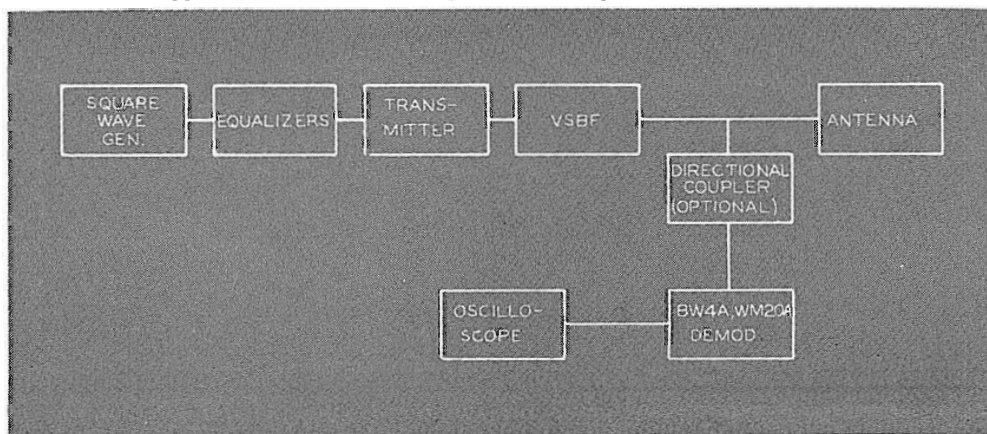 SQUARE
WAVE
GEN.
EQUALIZERS
TRANS-
MITTER
VSBF
ANTENNA
DIRECTIONAL
COUPLER
(OPTIONAL)
OSCILLO-
SCOPE
BW4A,WM20A
DEMOD.